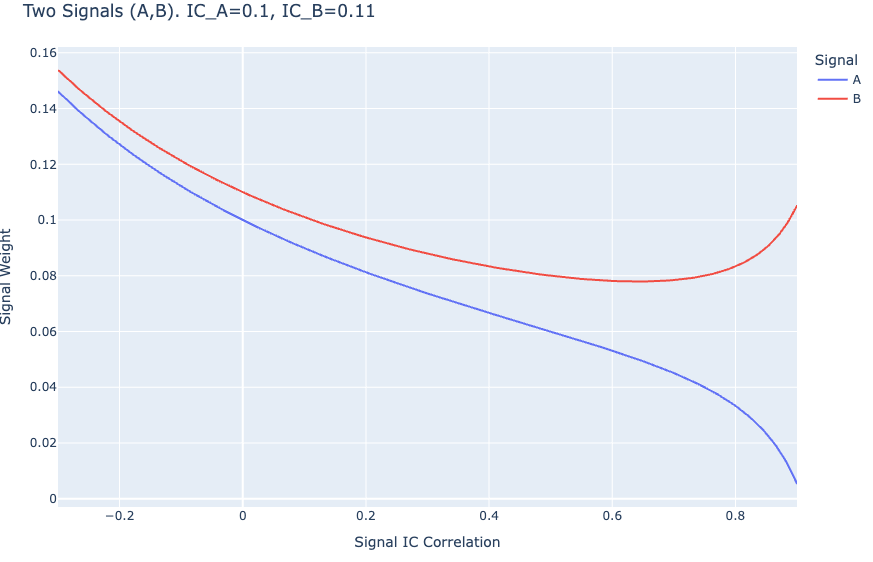 Two Signals (A,B). IC_A=0.1, IC_B=0.11
Signal
A
B
Signal Weight
0.16
0.14
0.12
0.1
0.08
0.06
0.04
0.02
0
−0.2
0
0.2
0.4
0.6
0.8
Signal IC Correlation